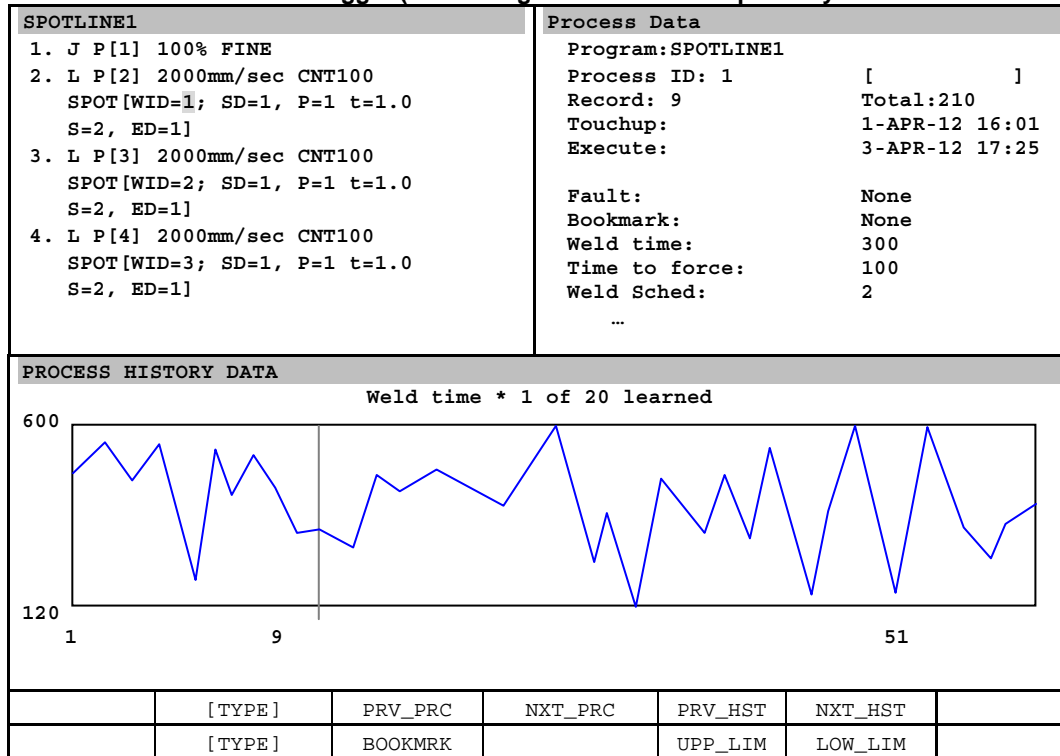 SPOTLINE1
1. J P[1] 100% FINE
2. L P[2] 2000mm/sec CNT100
SPOT[WID=1; SD=1, P=1 t=1.0
S=2, ED=1]
3. L P[3] 2000mm/sec CNT100
SPOT[WID=2; SD=1, P=1 t=1.0
S=2, ED=1]
4. L P[4] 2000mm/sec CNT100
SPOT[WID=3; SD=1, P=1 t=1.0
S=2, ED=1]
Process Data
Program:SPOTLINE1
Process ID: 1 [ ]
Record: 9 Total:210
Touchup: 1-APR-12 16:01
Execute: 3-APR-12 17:25
Fault: None
Bookmark: None
Weld time: 300
Time to force: 100
Weld Sched: 2
…
PROCESS HISTORY DATA
Weld time * 1 of 20 learned
600
120
1 9 51
[TYPE] PRV_PRC NXT_PRC PRV_HST NXT_HST
[TYPE] BOOKMRK UPP_LIM LOW_LIM